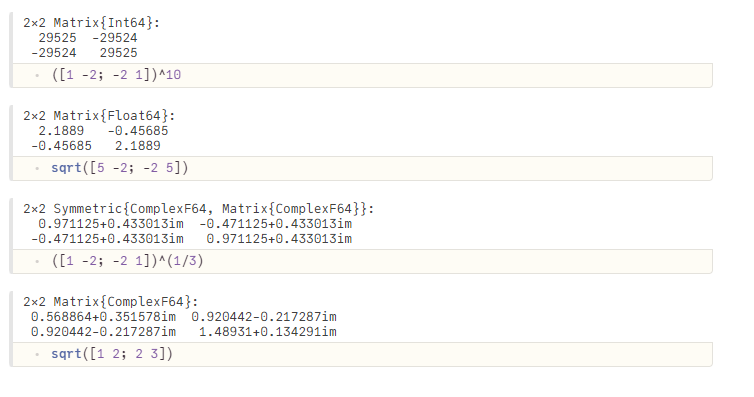 2×2 Matrix{Int64}:
29525 -29524
-29524 29525
([1 -2; -2 1])^10
2×2 Matrix{Float64}:
2.1889 -0.45685
-0.45685 2.1889
sqrt([5 -2; -2 5])
2×2 Symmetric{ComplexF64, Matrix{ComplexF64}}:
0.971125+0.433013im -0.471125+0.433013im
-0.471125+0.433013im 0.971125+0.433013im
([1 -2; -2 1])^(1/3)
2×2 Matrix{ComplexF64}:
0.568864+0.351578im 0.920442-0.217287im
0.920442-0.217287im 1.48931+0.134291im
sqrt([1 2; 2 3])